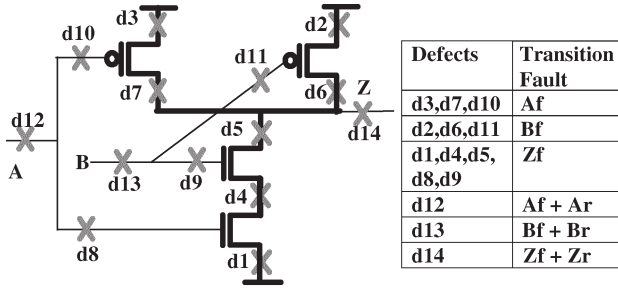 d3
d2
d10
d11
d7
d6
Z
d12
d5
d14
A
B
d13
d9
d4
d8
d1
Defects Transition Fault
d3,d7,d10 Af
d2,d6,d11 Bf
d1,d4,d5, Zf
d8,d9
d12 Af + Ar
d13 Bf + Br
d14 Zf + Zr